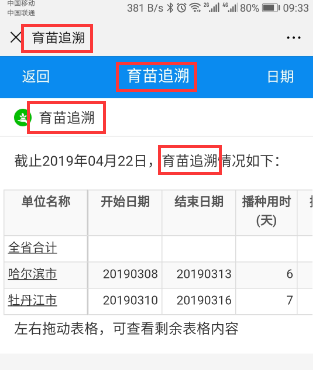 中国移动
中国联通
381 B/s 2G 4G 80% 09:33
育苗追溯
返回 育苗追溯 日期
育苗追溯
截止2019年04月22日，育苗追溯情况如下：
单位名称 开始日期 结束日期 播种用时(天)
全省合计
哈尔滨市 20190308 20190313 6
牡丹江市 20190310 20190316 7
左右拖动表格，可查看剩余表格内容